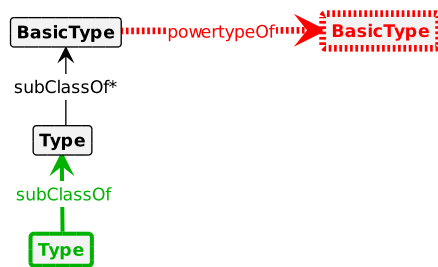 BasicType powertypeOf BasicType
subClassOf*
Type
subClassOf
Type